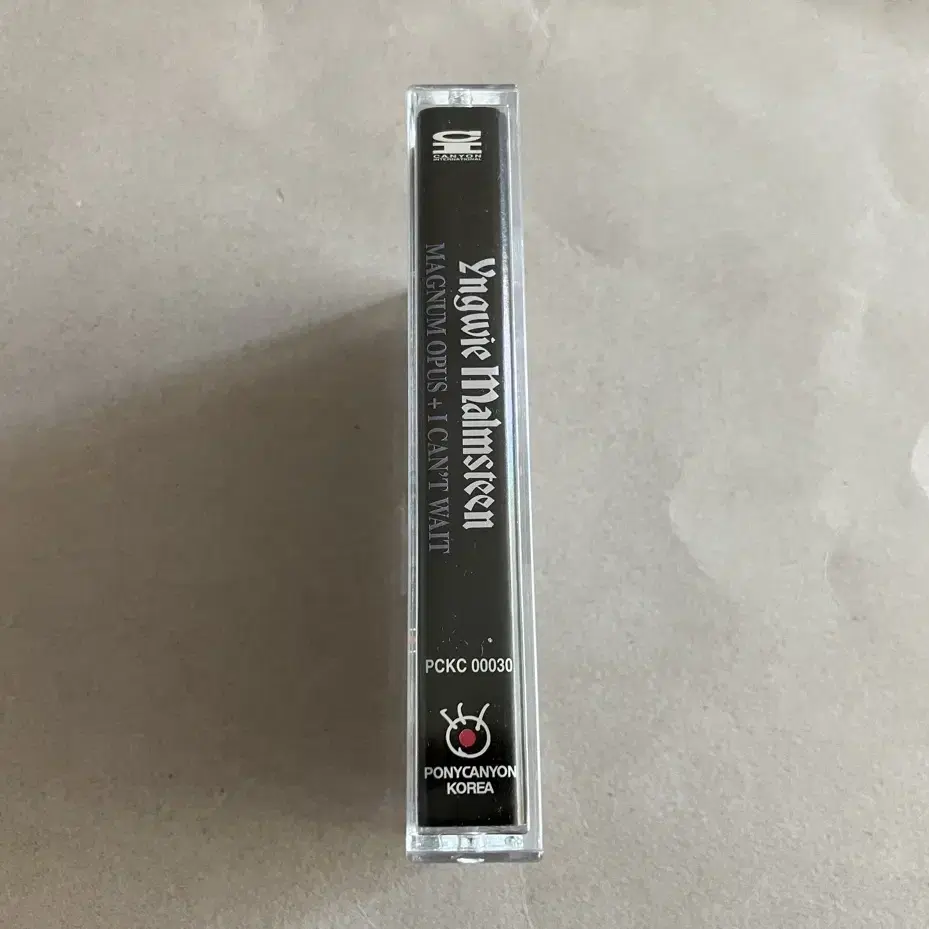 CANYON
INTERNATIONAL
Yngwie Malmsteen
MAGNUM OPUS + I CAN'T WAIT
PCKC 00030
PONYCANYON
KOREA